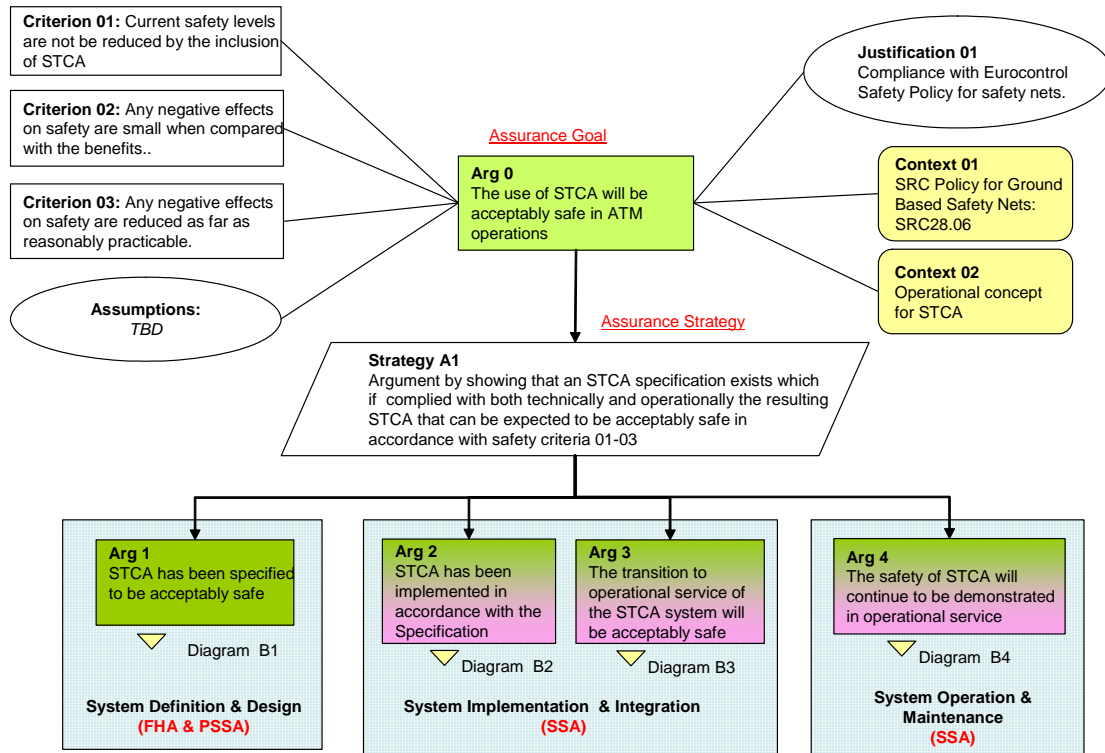 Criterion 01: Current safety levels
are not be reduced by the inclusion
of STCA
Criterion 02: Any negative effects
on safety are small when compared
with the benefits..
Criterion 03: Any negative effects
on safety are reduced as far as
reasonably practicable.
Assumptions:
TBD
Assurance Goal
Arg 0
The use of STCA will be
acceptably safe in ATM
operations
Justification 01
Compliance with Eurocontrol
Safety Policy for safety nets.
Context 01
SRC Policy for Ground
Based Safety Nets:
SRC28.06
Context 02
Operational concept
for STCA
Assurance Strategy
Strategy A1
Argument by showing that an STCA specification exists which
if complied with both technically and operationally the resulting
STCA that can be expected to be acceptably safe in
accordance with safety criteria 01-03
Arg 1
STCA has been specified
to be acceptably safe
Diagram B1
System Definition & Design
(FHA & PSSA)
Arg 2
STCA has been
implemented in
accordance with the
Specification
Diagram B2
Arg 3
The transition to
operational service of
the STCA system will
be acceptably safe
Diagram B3
System Implementation & Integration
(SSA)
Arg 4
The safety of STCA will
continue to be demonstrated
in operational service
Diagram B4
System Operation &
Maintenance
(SSA)